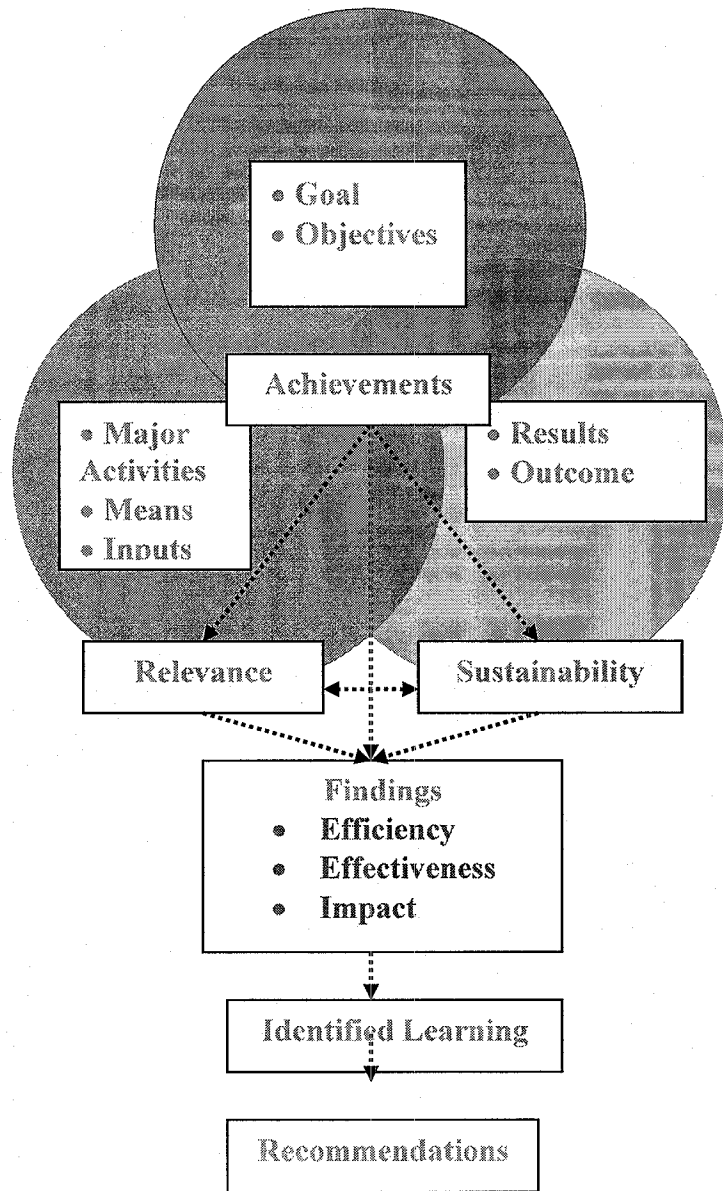 • Goal
• Objectives
Achievements
• Major
Activities
• Means
• Inputs
• Results
• Outcome
Relevance
Sustainability
Findings
• Efficiency
• Effectiveness
• Impact
Identified Learning
Recommendations